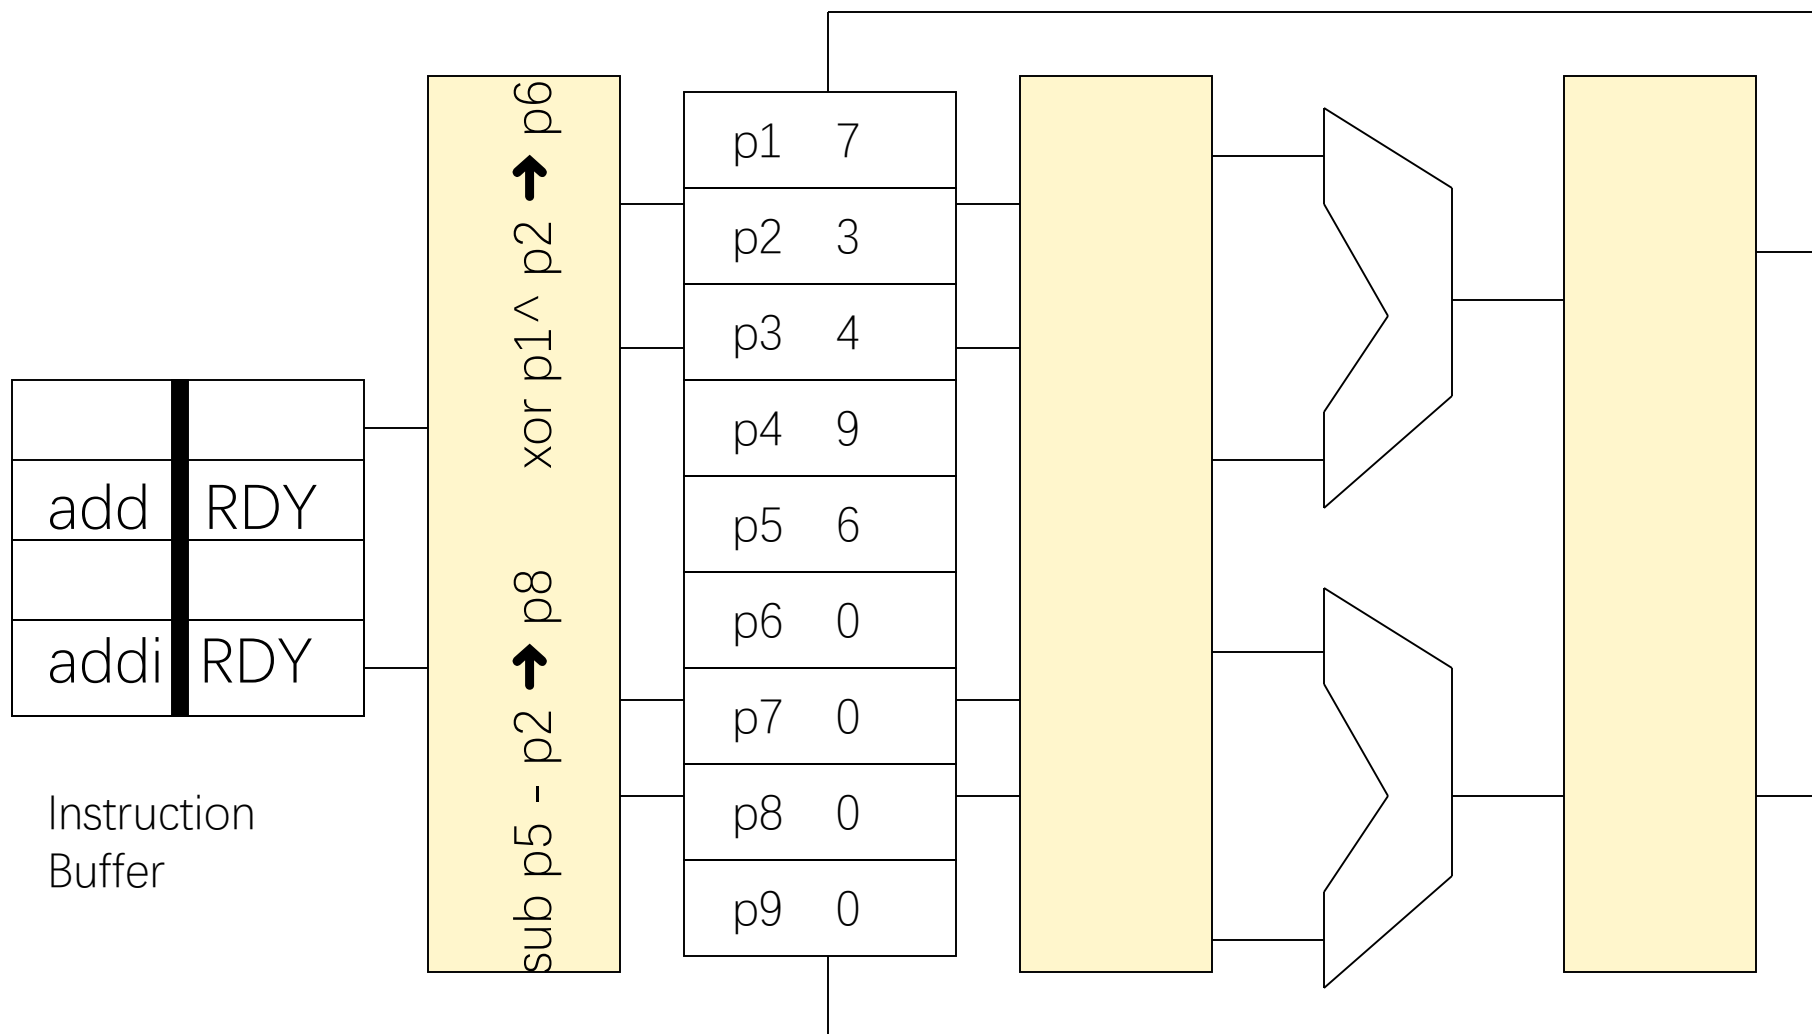 add RDY
addi RDY
Instruction
Buffer
xor p1^ p2 🡪 p6
sub p5 - p2 🡪 p8
p1 7
p2 3
p3 4
p4 9
p5 6
p6 0
p7 0
p8 0
p9 0